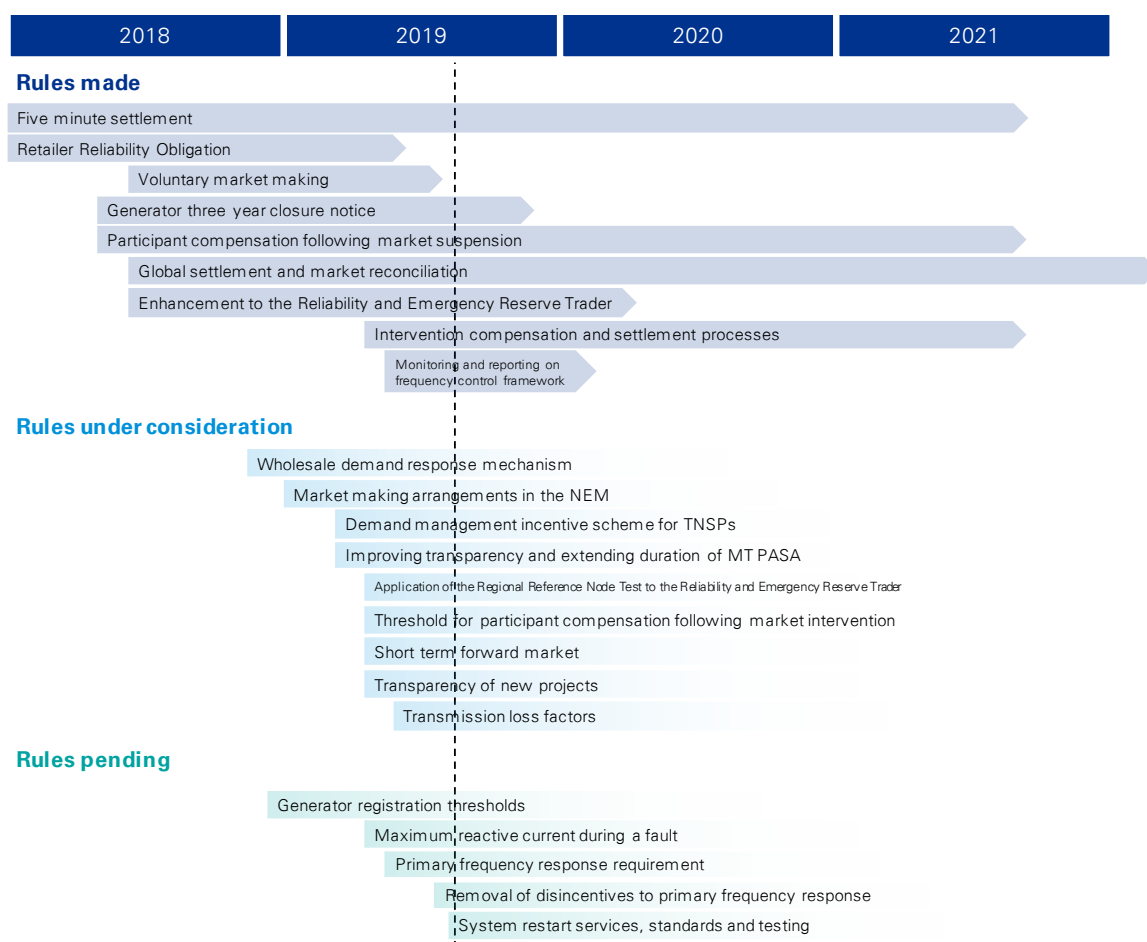 2018 2019 2020 2021
Rules made
Five minute settlement
Retailer Reliability Obligation
Voluntary market making
Generator three year closure notice
Participant compensation following market suspension
Global settlement and market reconciliation
Enhancement to the Reliability and Emergency Reserve Trader
Intervention compensation and settlement processes
Monitoring and reporting on
frequency control framework
Rules under consideration
Wholesale demand response mechanism
Market making arrangements in the NEM
Demand management incentive scheme for TNSPs
Improving transparency and extending duration of MT PASA
Application of the Regional Reference Node Test to the Reliability and Emergency Reserve Trader
Threshold for participant compensation following market intervention
Short term forward market
Transparency of new projects
Transmission loss factors
Rules pending
Generator registration thresholds
Maximum reactive current during a fault
Primary frequency response requirement
Removal of disincentives to primary frequency response
System restart services, standards and testing